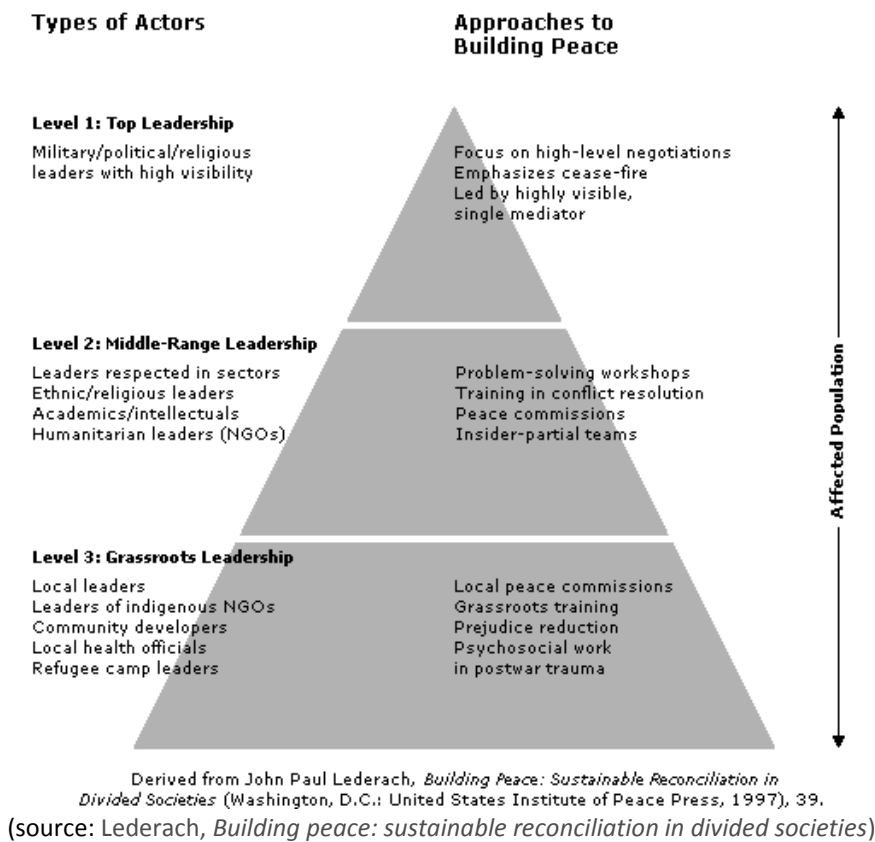 Types of Actors
Approaches to
Building Peace
Level 1: Top Leadership
Military/political/religious
leaders with high visibility
Focus on high-level negotiations
Emphasizes cease-fire
Led by highly visible,
single mediator
Level 2: Middle-Range Leadership
Leaders respected in sectors
Ethnic/religious leaders
Academics/intellectuals
Humanitarian leaders (NGOs)
Problem-solving workshops
Training in conflict resolution
Peace commissions
Insider-partial teams
Level 3: Grassroots Leadership
Local leaders
Leaders of indigenous NGOs
Community developers
Local health officials
Refugee camp leaders
Local peace commissions
Grassroots training
Prejudice reduction
Psychosocial work
in postwar trauma
Affected Population
Derived from John Paul Lederach, Building Peace: Sustainable Reconciliation in
Divided Societies (Washington, D.C.: United States Institute of Peace Press, 1997), 39.
(source: Lederach, Building peace: sustainable reconciliation in divided societies)